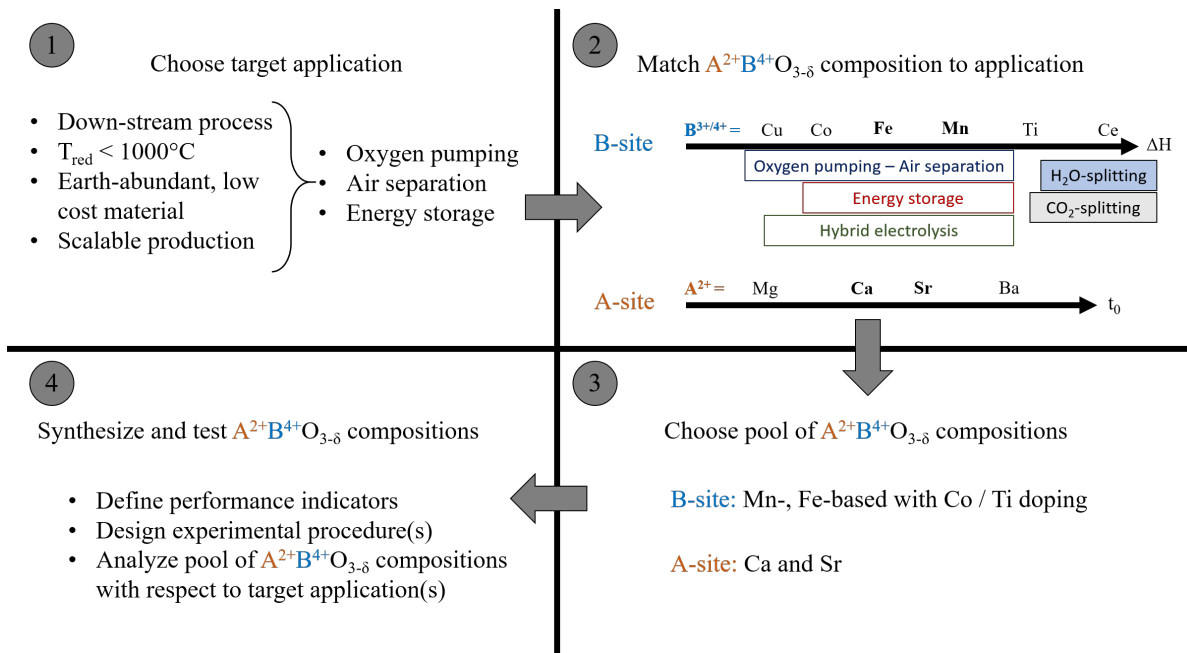 1
Choose target application
• Down-stream process
• T_red < 1000°C
• Earth-abundant, low
cost material
• Scalable production
• Oxygen pumping
• Air separation
• Energy storage
2
Match A²⁺B⁴⁺O₃₋δ composition to application
B-site
B³⁺ᐟ⁴⁺ = Cu Co Fe Mn Ti Ce
ΔH
Oxygen pumping – Air separation
H₂O-splitting
Energy storage
CO₂-splitting
Hybrid electrolysis
A-site
A²⁺ = Mg Ca Sr Ba
t₀
3
Choose pool of A²⁺B⁴⁺O₃₋δ compositions
B-site: Mn-, Fe-based with Co / Ti doping
A-site: Ca and Sr
4
Synthesize and test A²⁺B⁴⁺O₃₋δ compositions
• Define performance indicators
• Design experimental procedure(s)
• Analyze pool of A²⁺B⁴⁺O₃₋δ compositions
with respect to target application(s)